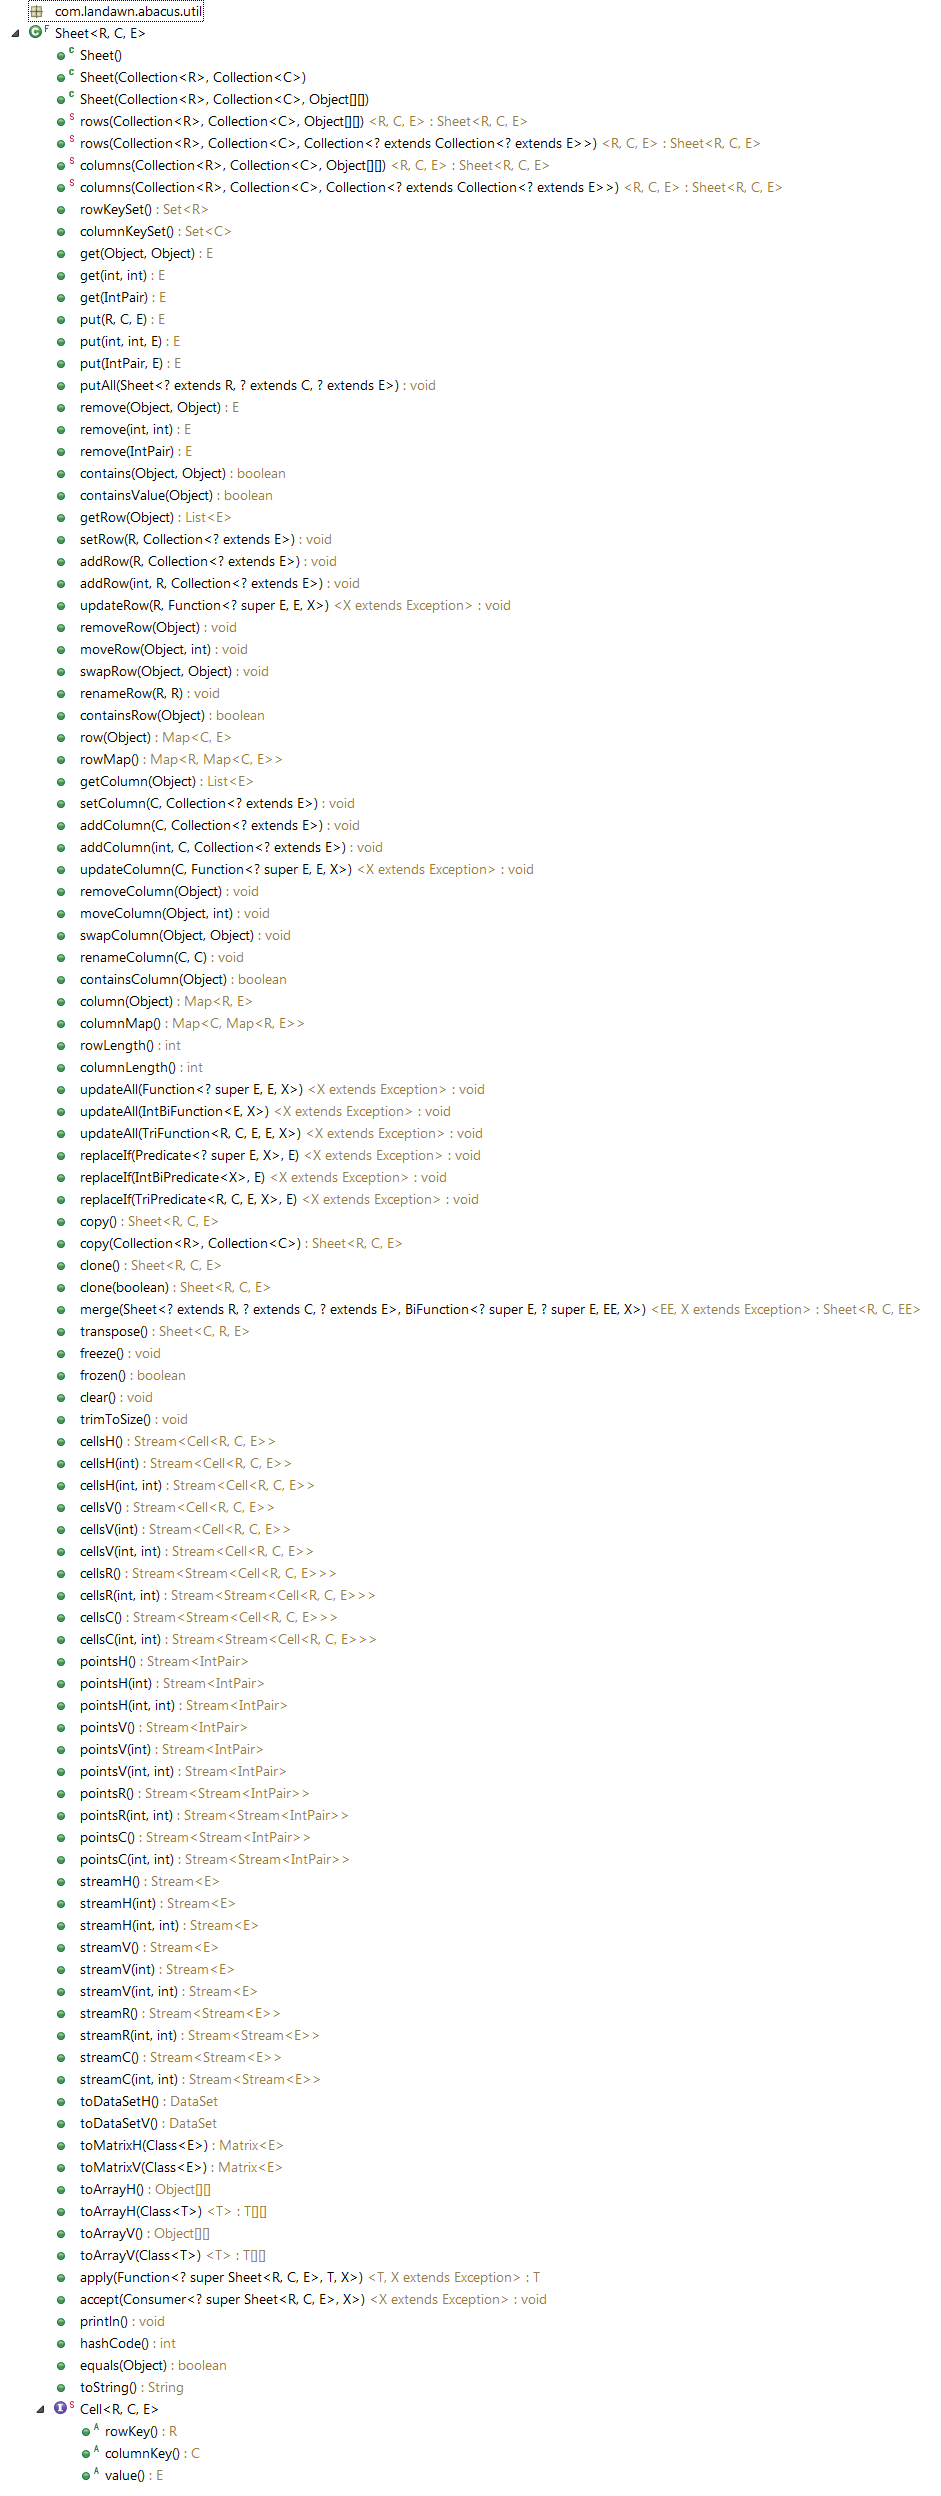 com.landawn.abacus.util
F Sheet<R, C, E>
C Sheet()
C Sheet(Collection<R>, Collection<C>)
C Sheet(Collection<R>, Collection<C>, Object[][])
S rows(Collection<R>, Collection<C>, Object[][]) <R, C, E> : Sheet<R, C, E>
S rows(Collection<R>, Collection<C>, Collection<? extends Collection<? extends E>>) <R, C, E> : Sheet<R, C, E>
S columns(Collection<R>, Collection<C>, Object[][]) <R, C, E> : Sheet<R, C, E>
S columns(Collection<R>, Collection<C>, Collection<? extends Collection<? extends E>>) <R, C, E> : Sheet<R, C, E>
rowKeySet() : Set<R>
columnKeySet() : Set<C>
get(Object, Object) : E
get(int, int) : E
get(IntPair) : E
put(R, C, E) : E
put(int, int, E) : E
put(IntPair, E) : E
putAll(Sheet<? extends R, ? extends C, ? extends E>) : void
remove(Object, Object) : E
remove(int, int) : E
remove(IntPair) : E
contains(Object, Object) : boolean
containsValue(Object) : boolean
getRow(Object) : List<E>
setRow(R, Collection<? extends E>) : void
addRow(R, Collection<? extends E>) : void
addRow(int, R, Collection<? extends E>) : void
updateRow(R, Function<? super E, E, X>) <X extends Exception> : void
removeRow(Object) : void
moveRow(Object, int) : void
swapRow(Object, Object) : void
renameRow(R, R) : void
containsRow(Object) : boolean
row(Object) : Map<C, E>
rowMap() : Map<R, Map<C, E>>
getColumn(Object) : List<E>
setColumn(C, Collection<? extends E>) : void
addColumn(C, Collection<? extends E>) : void
addColumn(int, C, Collection<? extends E>) : void
updateColumn(C, Function<? super E, E, X>) <X extends Exception> : void
removeColumn(Object) : void
moveColumn(Object, int) : void
swapColumn(Object, Object) : void
renameColumn(C, C) : void
containsColumn(Object) : boolean
column(Object) : Map<R, E>
columnMap() : Map<C, Map<R, E>>
rowLength() : int
columnLength() : int
updateAll(Function<? super E, E, X>) <X extends Exception> : void
updateAll(IntBiFunction<E, X>) <X extends Exception> : void
updateAll(TriFunction<R, C, E, E, X>) <X extends Exception> : void
replaceIf(Predicate<? super E, X>, E) <X extends Exception> : void
replaceIf(IntBiPredicate<X>, E) <X extends Exception> : void
replaceIf(TriPredicate<R, C, E, X>, E) <X extends Exception> : void
copy() : Sheet<R, C, E>
copy(Collection<R>, Collection<C>) : Sheet<R, C, E>
clone() : Sheet<R, C, E>
clone(boolean) : Sheet<R, C, E>
merge(Sheet<? extends R, ? extends C, ? extends E>, BiFunction<? super E, ? super E, EE, X>) <EE, X extends Exception> : Sheet<R, C, EE>
transpose() : Sheet<C, R, E>
freeze() : void
frozen() : boolean
clear() : void
trimToSize() : void
cellsH() : Stream<Cell<R, C, E>>
cellsH(int) : Stream<Cell<R, C, E>>
cellsH(int, int) : Stream<Cell<R, C, E>>
cellsV() : Stream<Cell<R, C, E>>
cellsV(int) : Stream<Cell<R, C, E>>
cellsV(int, int) : Stream<Cell<R, C, E>>
cellsR() : Stream<Stream<Cell<R, C, E>>>
cellsR(int, int) : Stream<Stream<Cell<R, C, E>>>
cellsC() : Stream<Stream<Cell<R, C, E>>>
cellsC(int, int) : Stream<Stream<Cell<R, C, E>>>
pointsH() : Stream<IntPair>
pointsH(int) : Stream<IntPair>
pointsH(int, int) : Stream<IntPair>
pointsV() : Stream<IntPair>
pointsV(int) : Stream<IntPair>
pointsV(int, int) : Stream<IntPair>
pointsR() : Stream<Stream<IntPair>>
pointsR(int, int) : Stream<Stream<IntPair>>
pointsC() : Stream<Stream<IntPair>>
pointsC(int, int) : Stream<Stream<IntPair>>
streamH() : Stream<E>
streamH(int) : Stream<E>
streamH(int, int) : Stream<E>
streamV() : Stream<E>
streamV(int) : Stream<E>
streamV(int, int) : Stream<E>
streamR() : Stream<Stream<E>>
streamR(int, int) : Stream<Stream<E>>
streamC() : Stream<Stream<E>>
streamC(int, int) : Stream<Stream<E>>
toDataSetH() : DataSet
toDataSetV() : DataSet
toMatrixH(Class<E>) : Matrix<E>
toMatrixV(Class<E>) : Matrix<E>
toArrayH() : Object[][]
toArrayH(Class<T>) <T> : T[][]
toArrayV() : Object[][]
toArrayV(Class<T>) <T> : T[][]
apply(Function<? super Sheet<R, C, E>, T, X>) <T, X extends Exception> : T
accept(Consumer<? super Sheet<R, C, E>, X>) <X extends Exception> : void
println() : void
hashCode() : int
equals(Object) : boolean
toString() : String
S Cell<R, C, E>
A rowKey() : R
A columnKey() : C
A value() : E